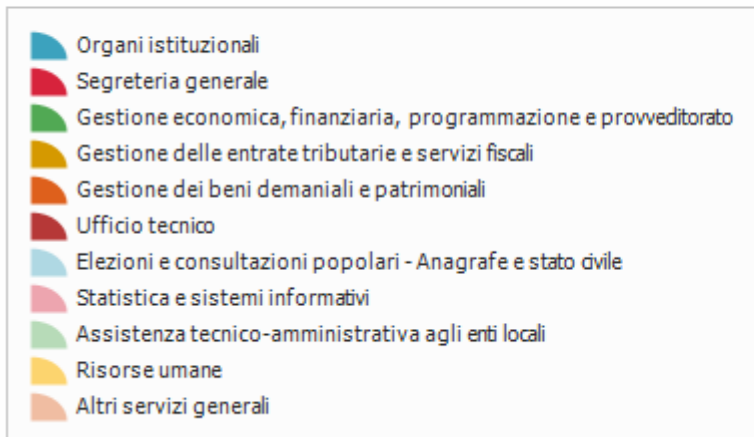 Organi istituzionali
Segreteria generale
Gestione economica, finanziaria, programmazione e provveditorato
Gestione delle entrate tributarie e servizi fiscali
Gestione dei beni demaniali e patrimoniali
Ufficio tecnico
Elezioni e consultazioni popolari - Anagrafe e stato civile
Statistica e sistemi informativi
Assistenza tecnico-amministrativa agli enti locali
Risorse umane
Altri servizi generali